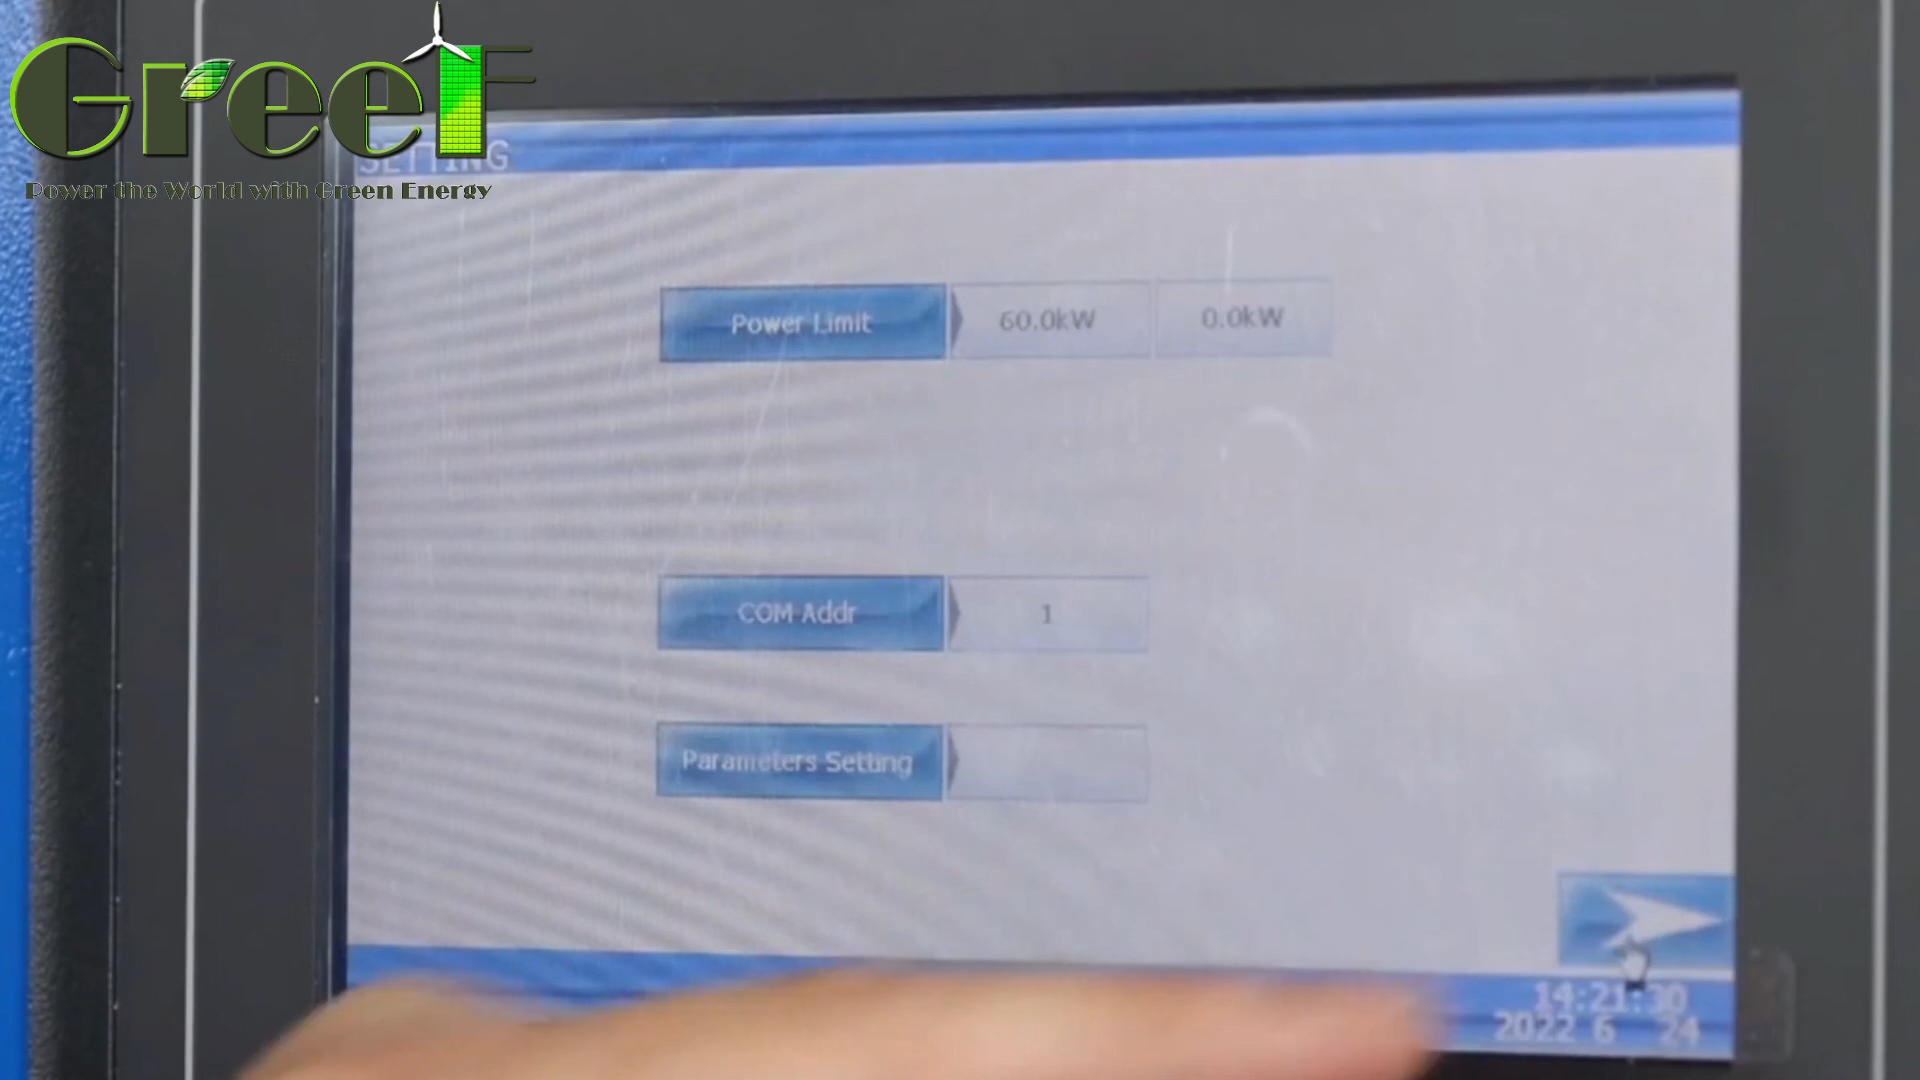 GreeF
Power the World with Green Energy
SETTING
Power Limit 60.0kW 0.0kW
COM Addr 1
Parameters Setting
14:21:30
2022 6 24